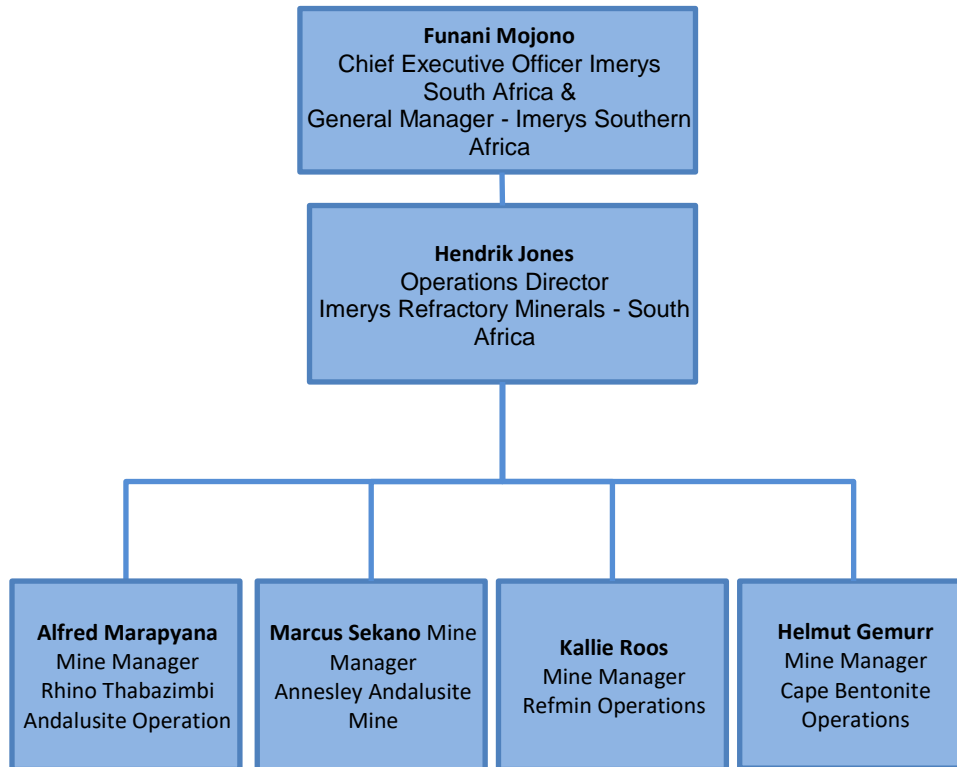 Funani Mojono
Chief Executive Officer Imerys
South Africa &
General Manager - Imerys Southern
Africa
Hendrik Jones
Operations Director
Imerys Refractory Minerals - South
Africa
Alfred Marapyana
Mine Manager
Rhino Thabazimbi
Andalusite Operation
Marcus Sekano Mine
Manager
Annesley Andalusite
Mine
Kallie Roos
Mine Manager
Refmin Operations
Helmut Gemurr
Mine Manager
Cape Bentonite
Operations